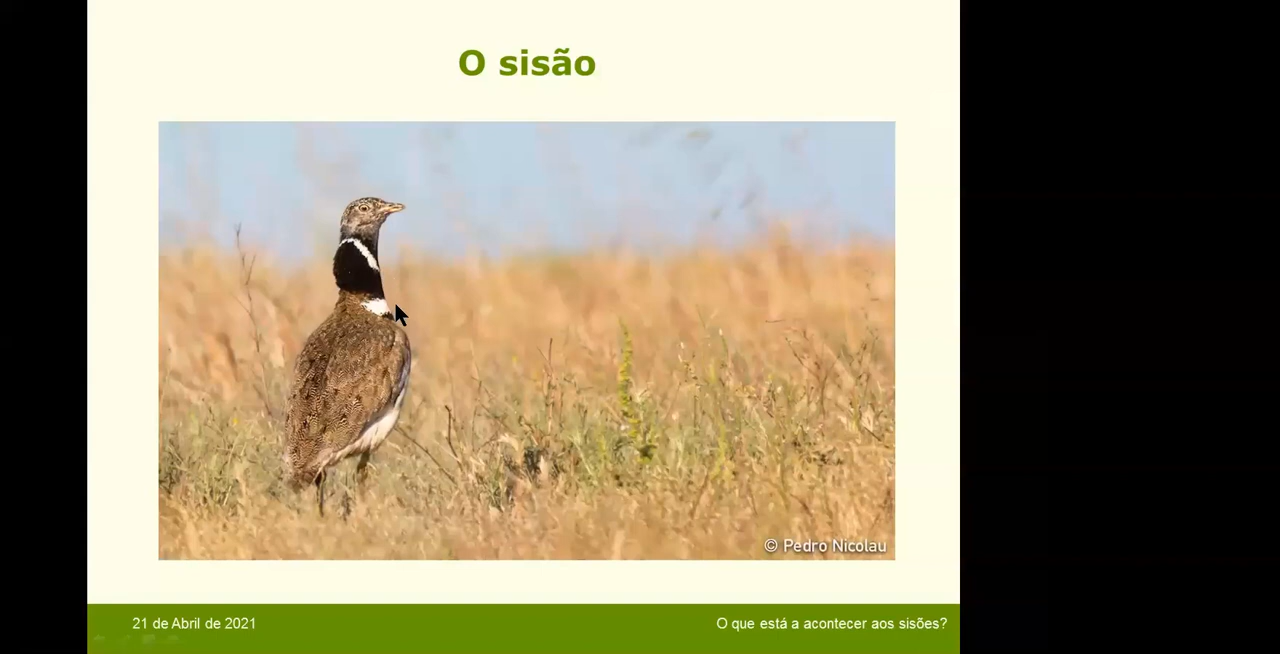 O sisão
© Pedro Nicolau
21 de Abril de 2021
O que está a acontecer aos sisões?